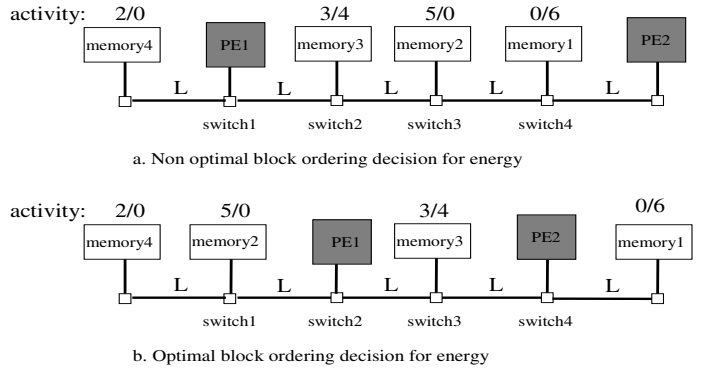 activity: 2/0 3/4 5/0 0/6
memory4 PE1 memory3 memory2 memory1 PE2
L L L L L
switch1 switch2 switch3 switch4
a. Non optimal block ordering decision for energy
activity: 2/0 5/0 3/4 0/6
memory4 memory2 PE1 memory3 PE2 memory1
L L L L L
switch1 switch2 switch3 switch4
b. Optimal block ordering decision for energy